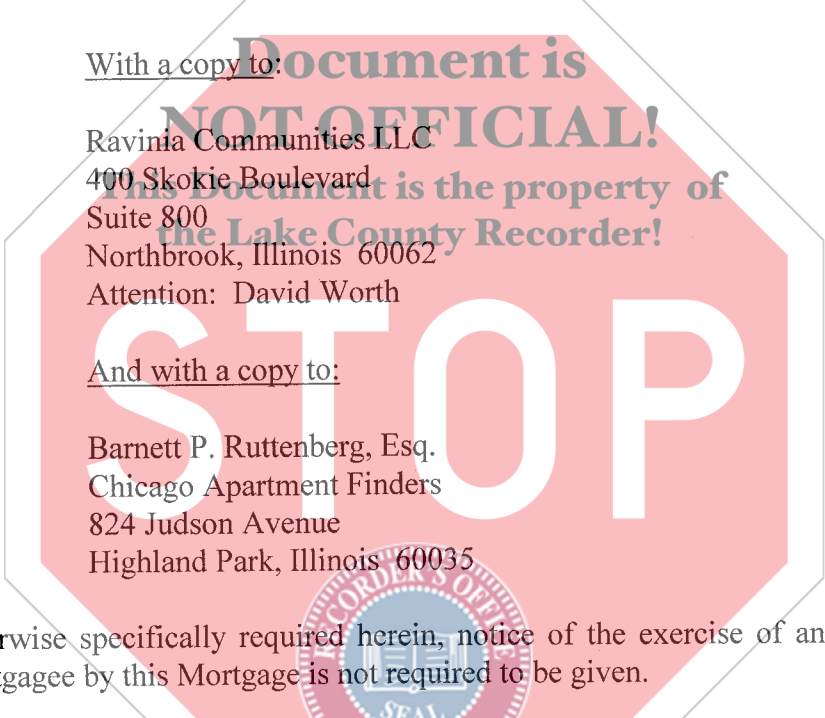 Document is
NOT OFFICIAL!
This Document is the property of
the Lake County Recorder!
STOP
With a copy to:
Ravinia Communities LLC
400 Skokie Boulevard
Suite 800
Northbrook, Illinois 60062
Attention: David Worth
And with a copy to:
Barnett P. Ruttenberg, Esq.
Chicago Apartment Finders
824 Judson Avenue
Highland Park, Illinois 60035
rwise specifically required herein, notice of the exercise of an
tgagee by this Mortgage is not required to be given.
RECORDER'S OFFICE
SEAL